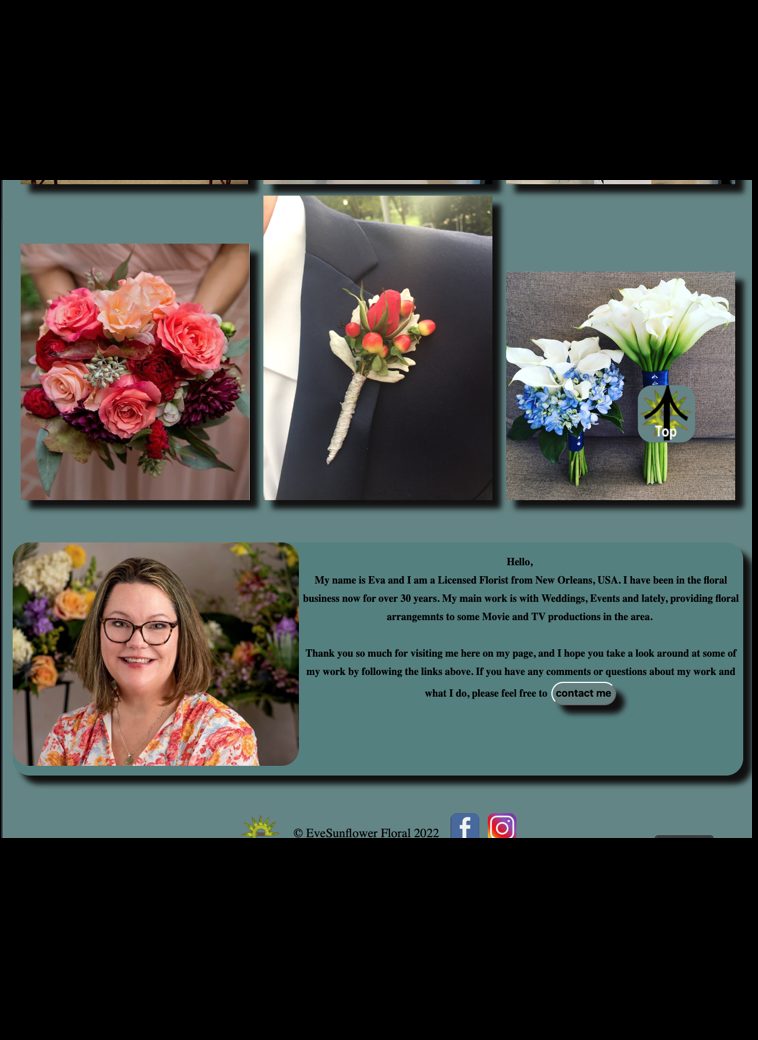 Top
Hello,
My name is Eva and I am a Licensed Florist from New Orleans, USA. I have been in the floral
business now for over 30 years. My main work is with Weddings, Events and lately, providing floral
arrangemnts to some Movie and TV productions in the area.
Thank you so much for visiting me here on my page, and I hope you take a look around at some of
my work by following the links above. If you have any comments or questions about my work and
what I do, please feel free to contact me
© EveSunflower Floral 2022